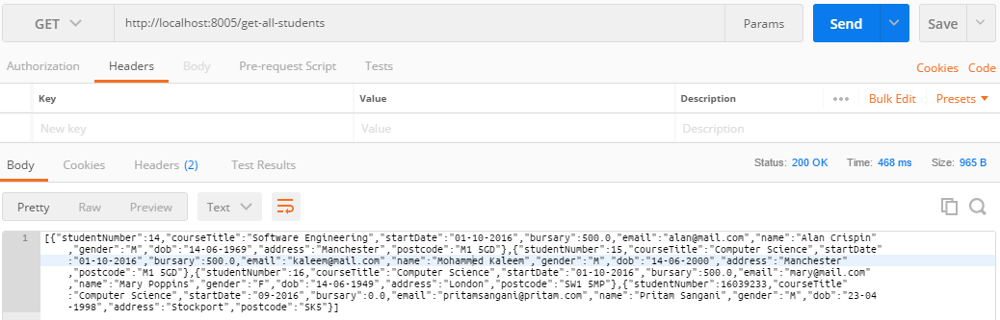 GET http://localhost:8005/get-all-students Params Send Save
Authorization Headers Body Pre-request Script Tests Cookies Code
Key Value Description Bulk Edit Presets
New key Value Description
Body Cookies Headers (2) Test Results Status: 200 OK Time: 468 ms Size: 965 B
Pretty Raw Preview Text
1 [{"studentNumber":14,"courseTitle":"Software Engineering","startDate":"01-10-2016","bursary":500.0,"email":"alan@mail.com","name":"Alan Crispin"
,"gender":"M","dob":"14-06-1969","address":"Manchester","postcode":"M1 5GD"},{"studentNumber":15,"courseTitle":"Computer Science","startDate"
:"01-10-2016","bursary":500.0,"email":"kaleem@mail.com","name":"Mohammed Kaleem","gender":"M","dob":"14-06-2000","address":"Manchester"
,"postcode":"M1 5GD"},{"studentNumber":16,"courseTitle":"Computer Science","startDate":"01-10-2016","bursary":500.0,"email":"mary@mail.com"
,"name":"Mary Poppins","gender":"F","dob":"14-06-1949","address":"London","postcode":"SW1 5MP"},{"studentNumber":16039233,"courseTitle"
:"Computer Science","startDate":"09-2016","bursary":0.0,"email":"pritamsangani@pritam.com","name":"Pritam Sangani","gender":"M","dob":"23-04
-1998","address":"Stockport","postcode":"SK5"}]